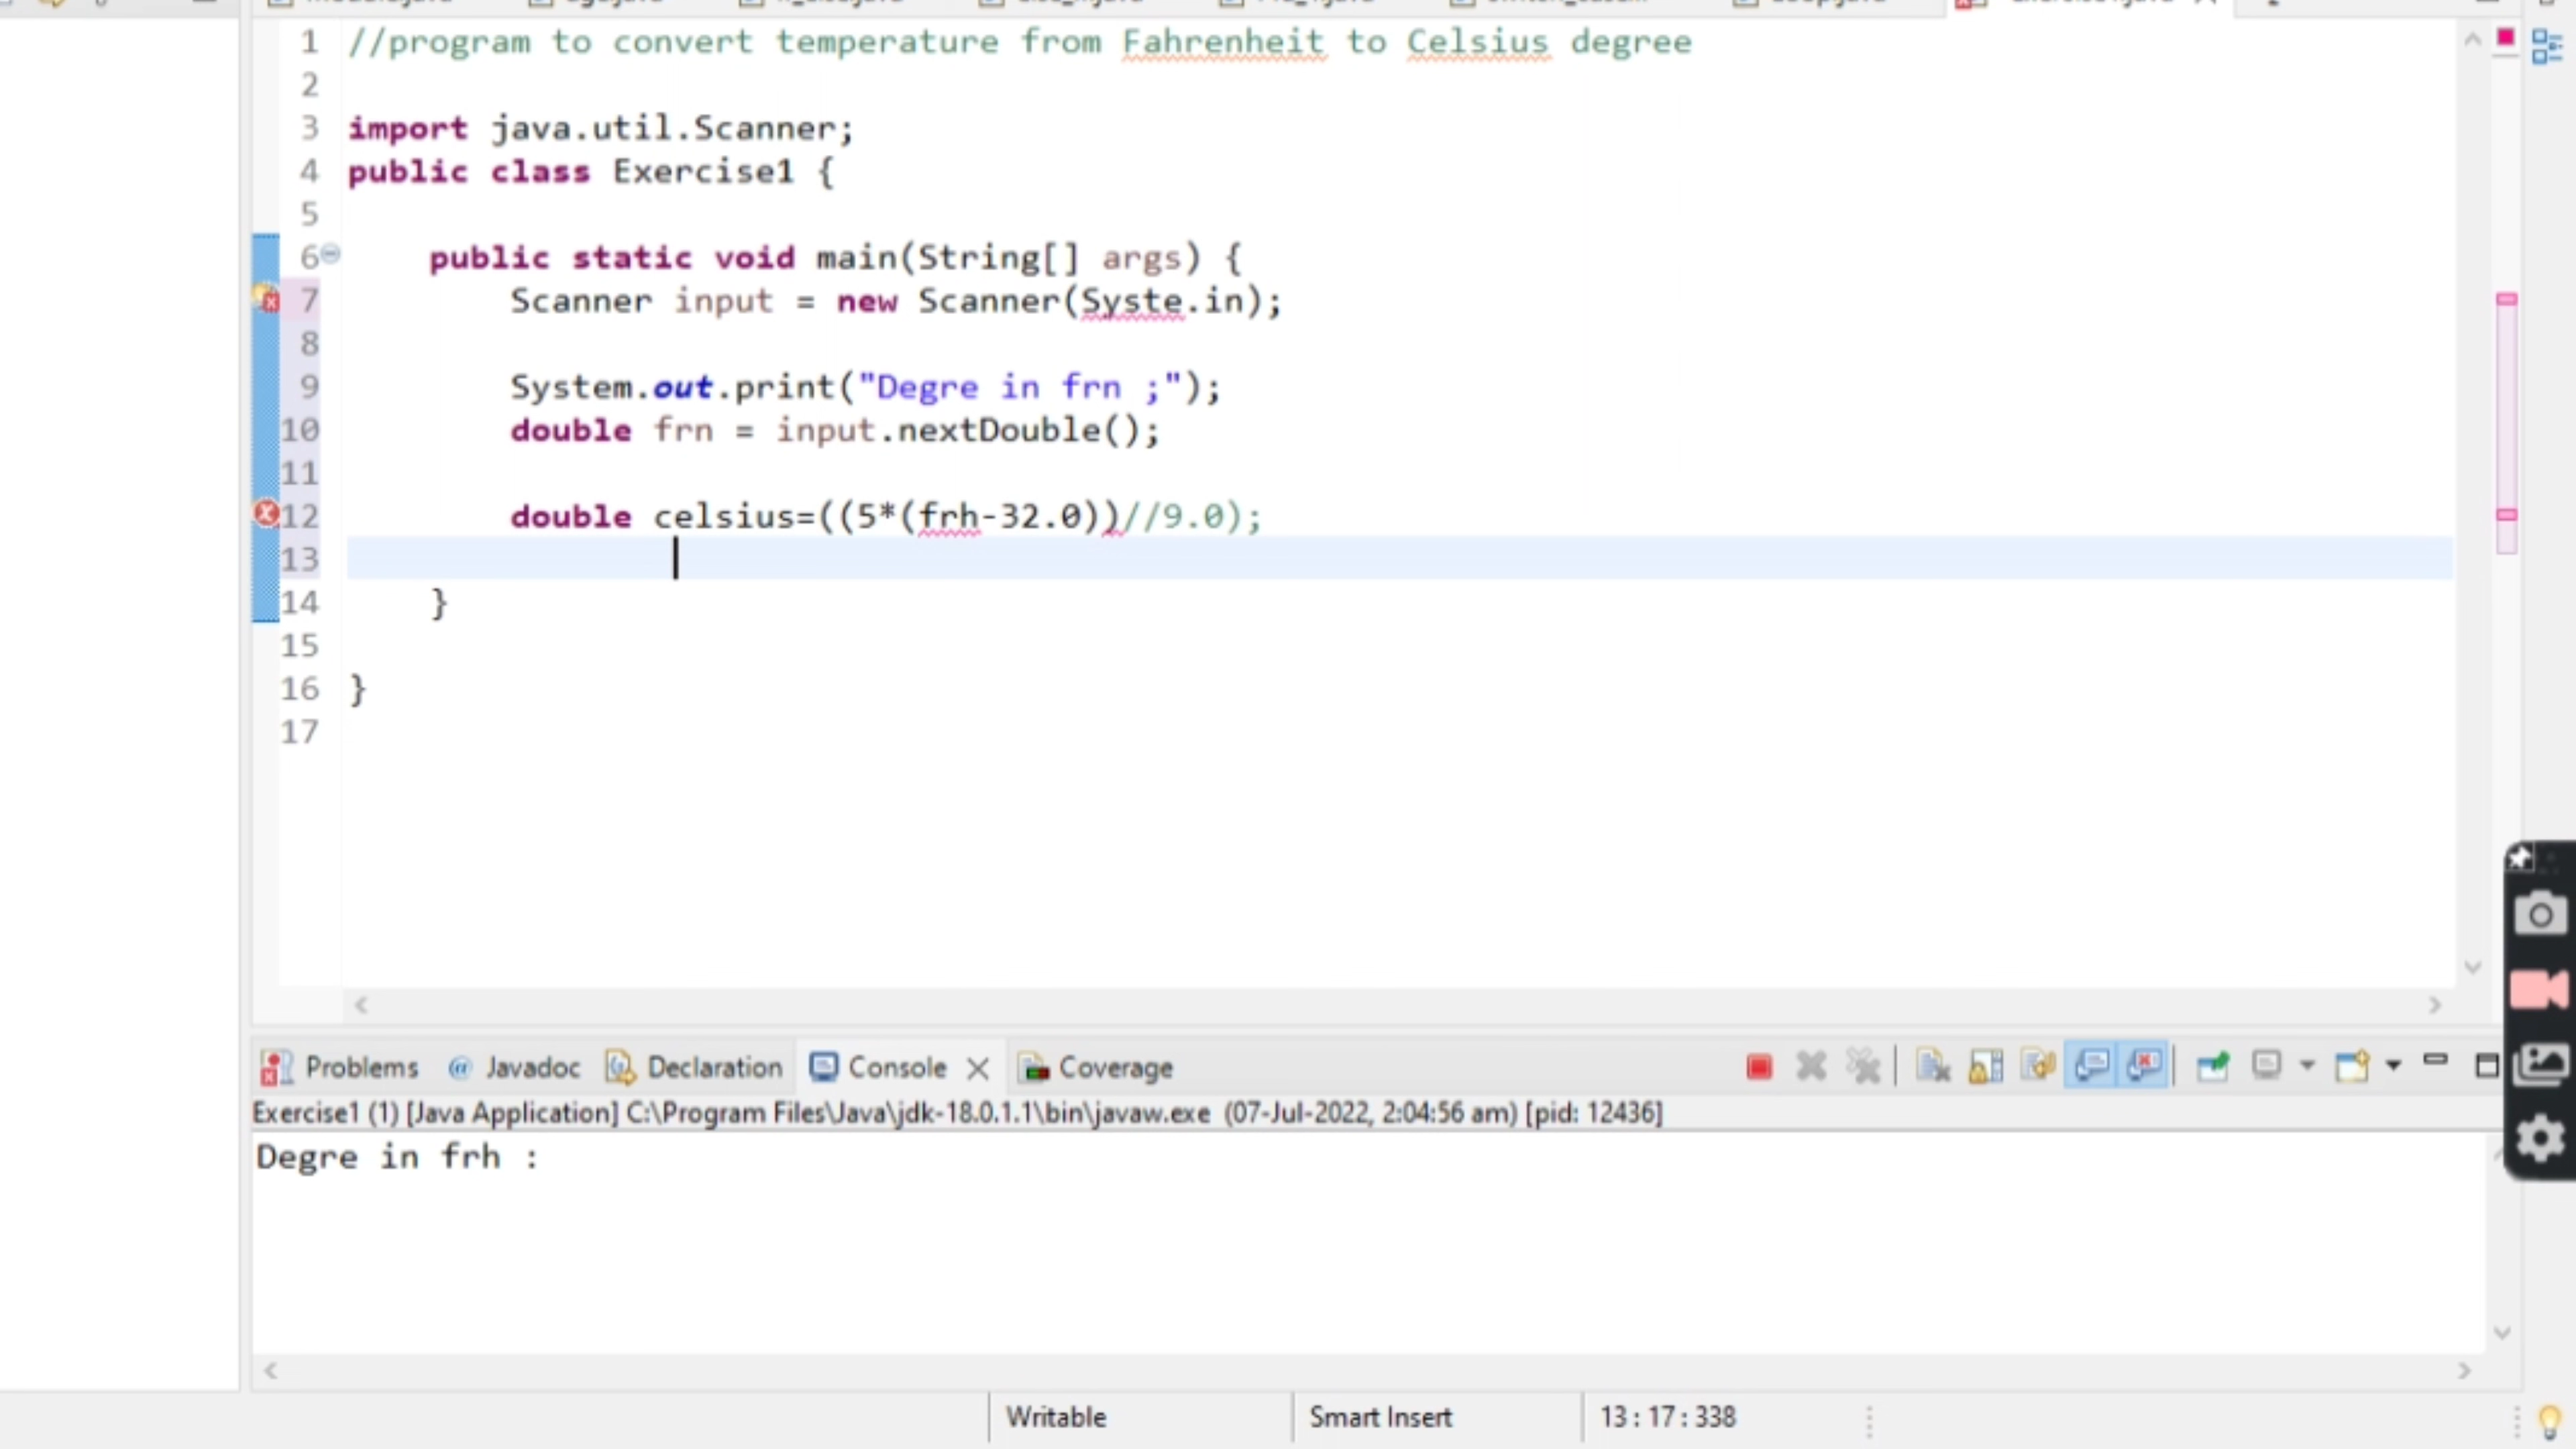 1 //program to convert temperature from Fahrenheit to Celsius degree
2
3 import java.util.Scanner;
4 public class Exercise1 {
5
6 public static void main(String[] args) {
7 Scanner input = new Scanner(Syste.in);
8
9 System.out.print("Degre in frn ;");
10 double frn = input.nextDouble();
11
12 double celsius=((5*(frh-32.0))//9.0);
13
14 }
15
16 }
17
Problems Javadoc Declaration Console Coverage
Exercise1 (1) [Java Application] C:\Program Files\Java\jdk-18.0.1.1\bin\javaw.exe (07-Jul-2022, 2:04:56 am) [pid: 12436]
Degre in frh :
Writable Smart Insert 13 : 17 : 338